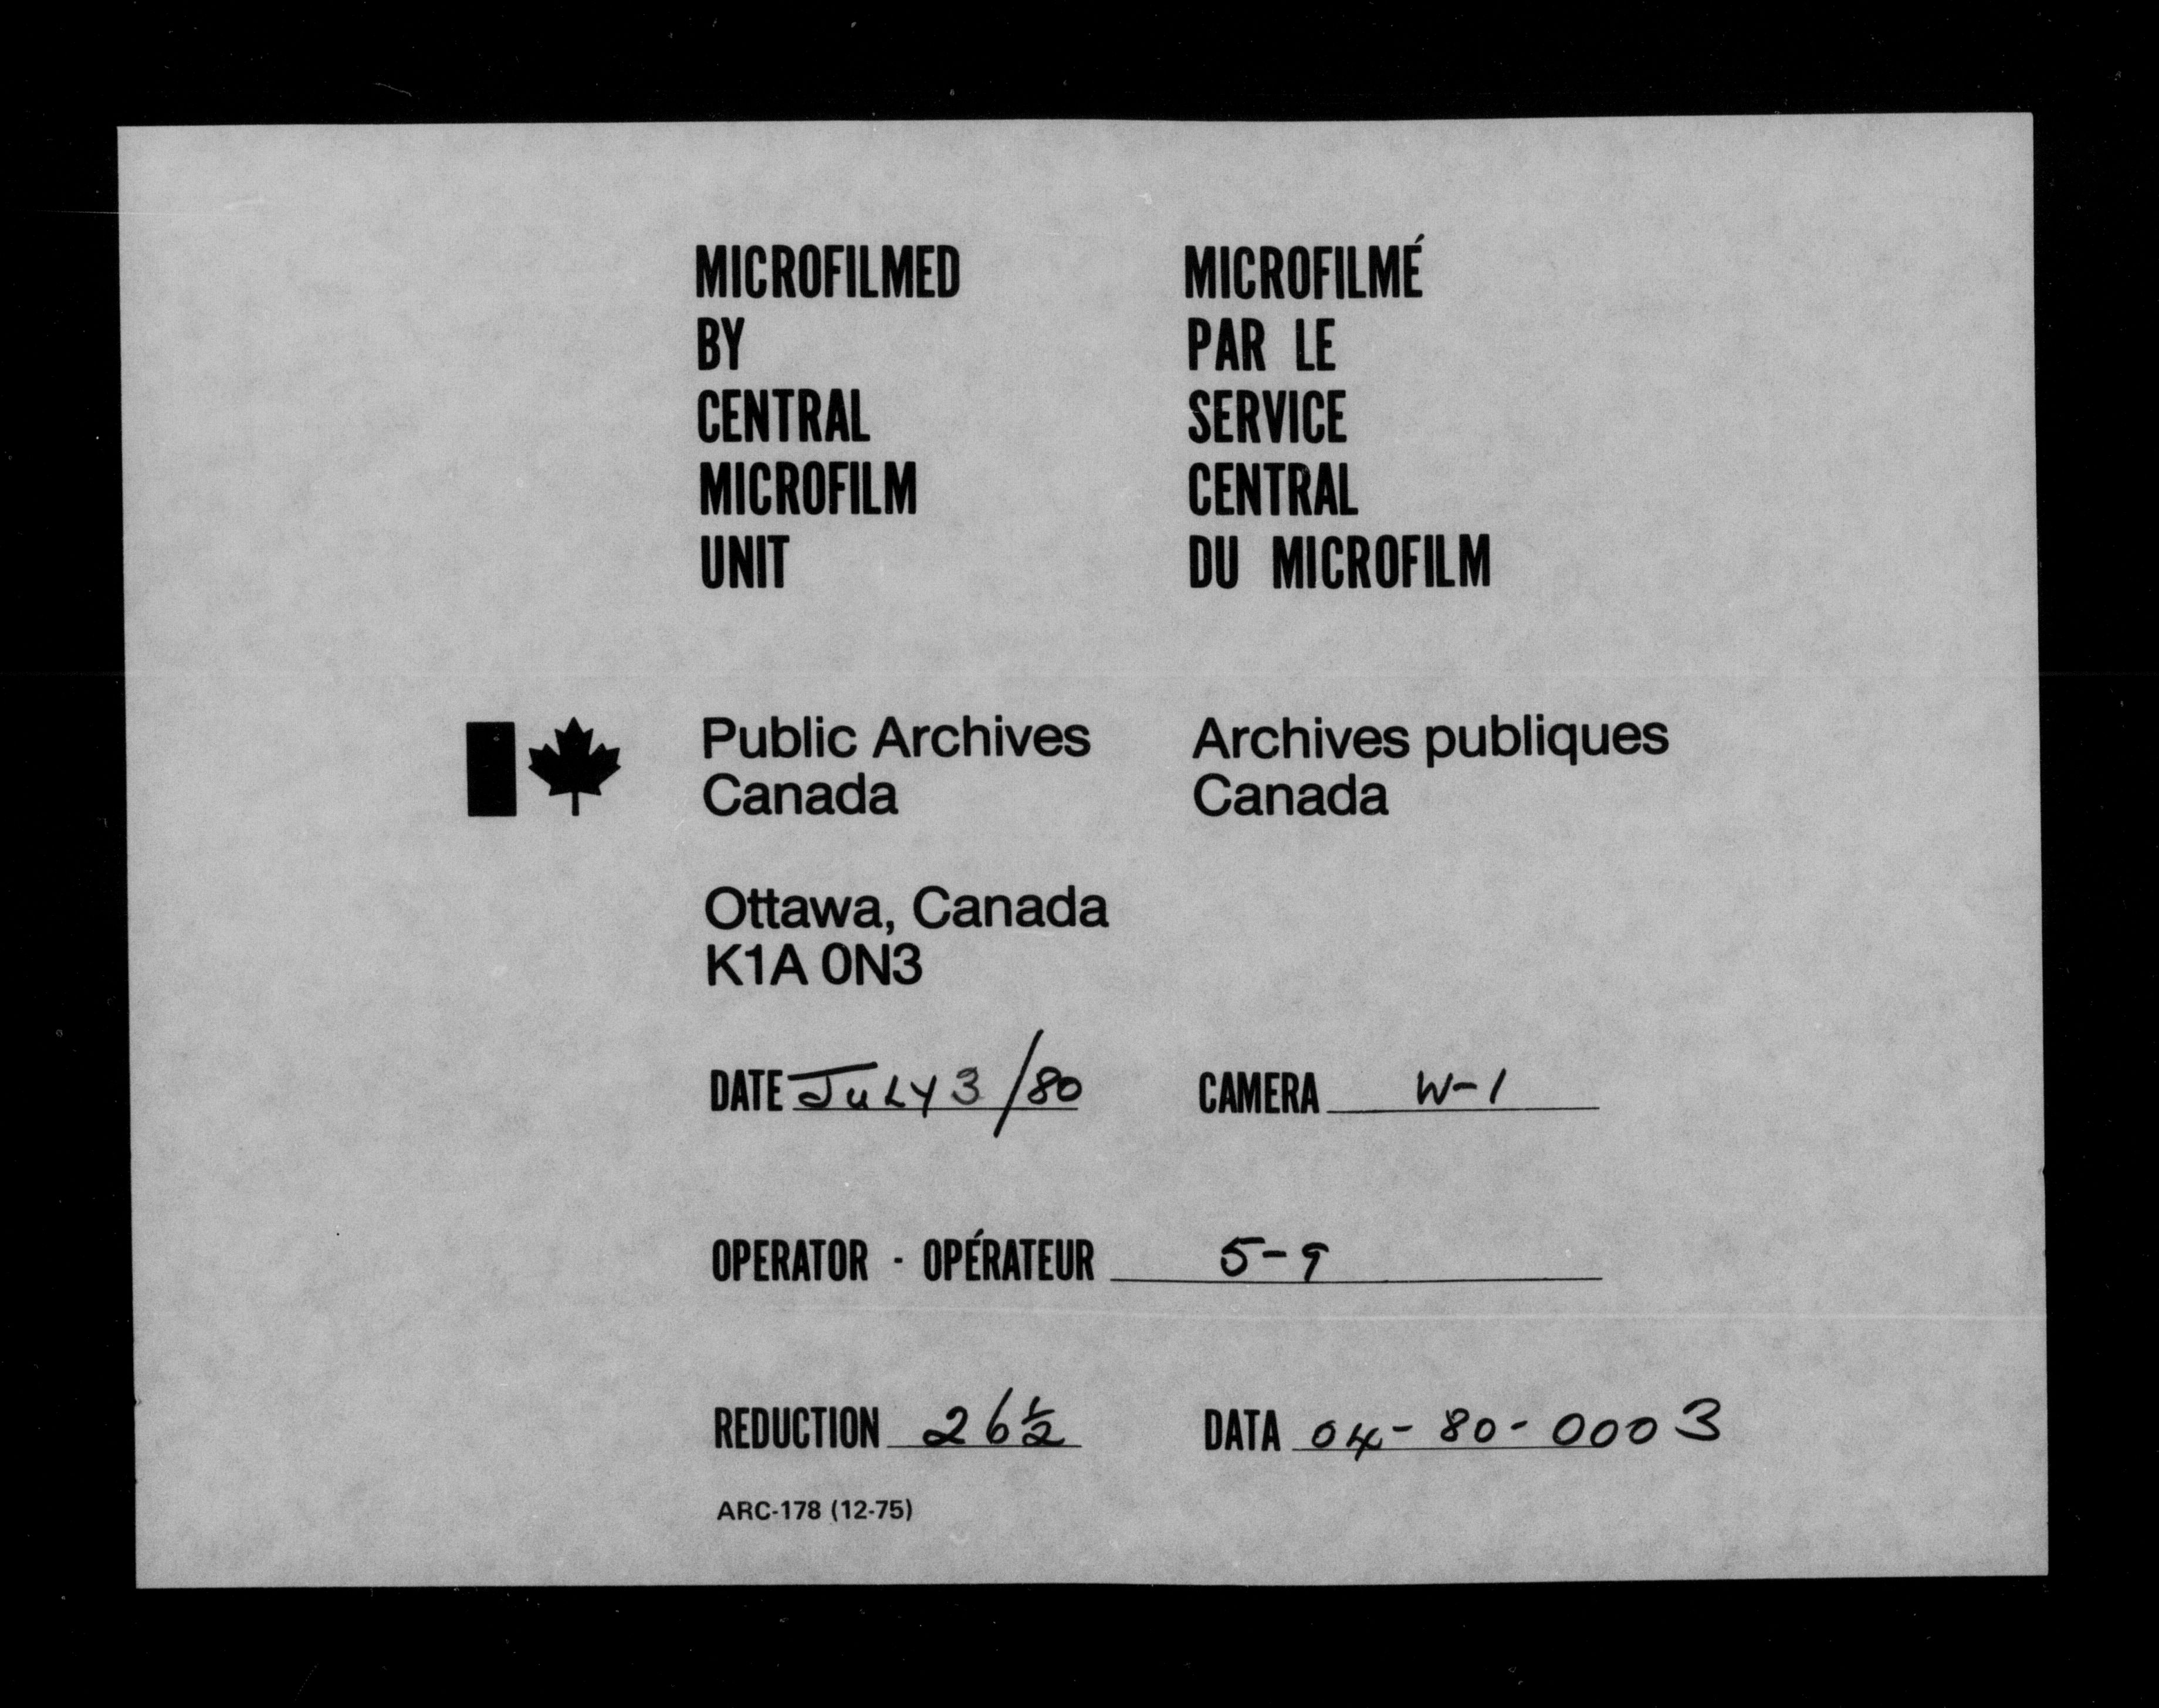 MICROFILMED
BY
CENTRAL
MICROFILM
UNIT
MICROFILMÉ
PAR LE
SERVICE
CENTRAL
DU MICROFILM
Public Archives
Canada
Archives publiques
Canada
Ottawa, Canada
K1A 0N3
DATE JULY 3/80 CAMERA W-1
OPERATOR - OPÉRATEUR 5-9
REDUCTION 26½ DATA 04-80-0003
ARC-178 (12-75)